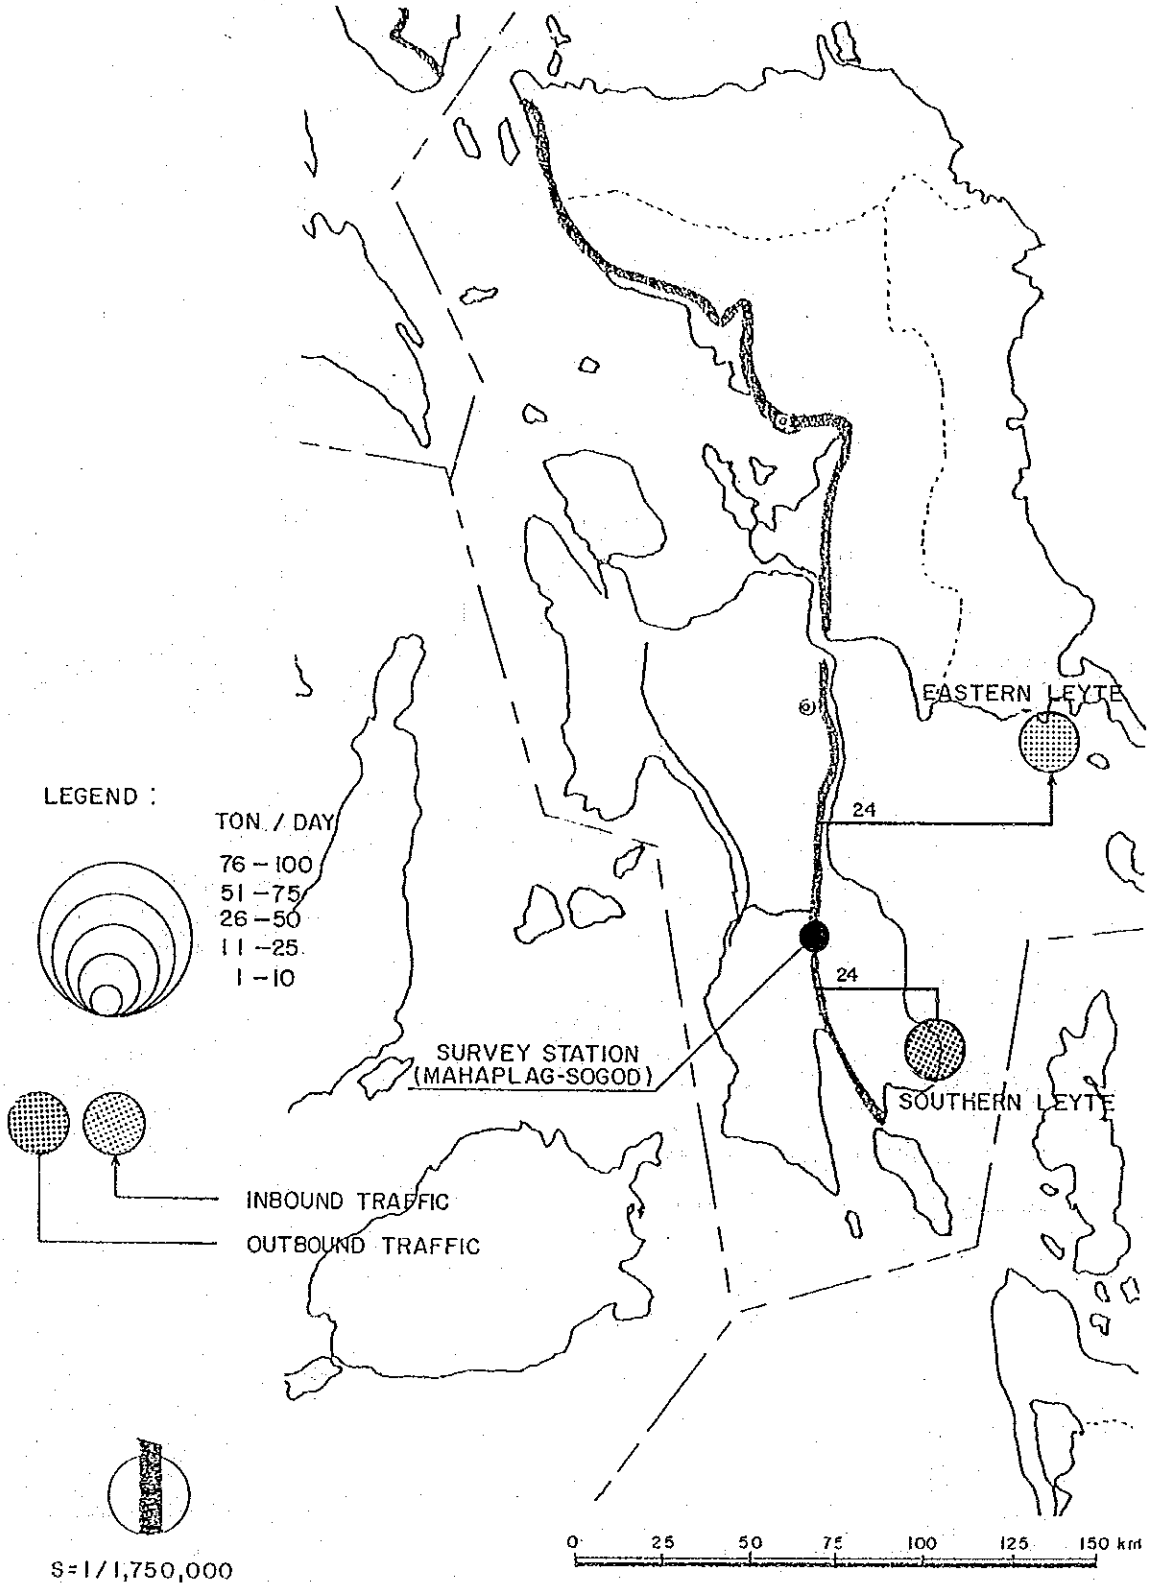 EASTERN LEYTE
24
LEGEND :
TON / DAY
76-100
51-75
26-50
11-25
1-10
24
SURVEY STATION
(MAHAPLAG-SOGOD)
SOUTHERN LEYTE
INBOUND TRAFFIC
OUTBOUND TRAFFIC
0 25 50 75 100 125 150 km
S=1/1,750,000